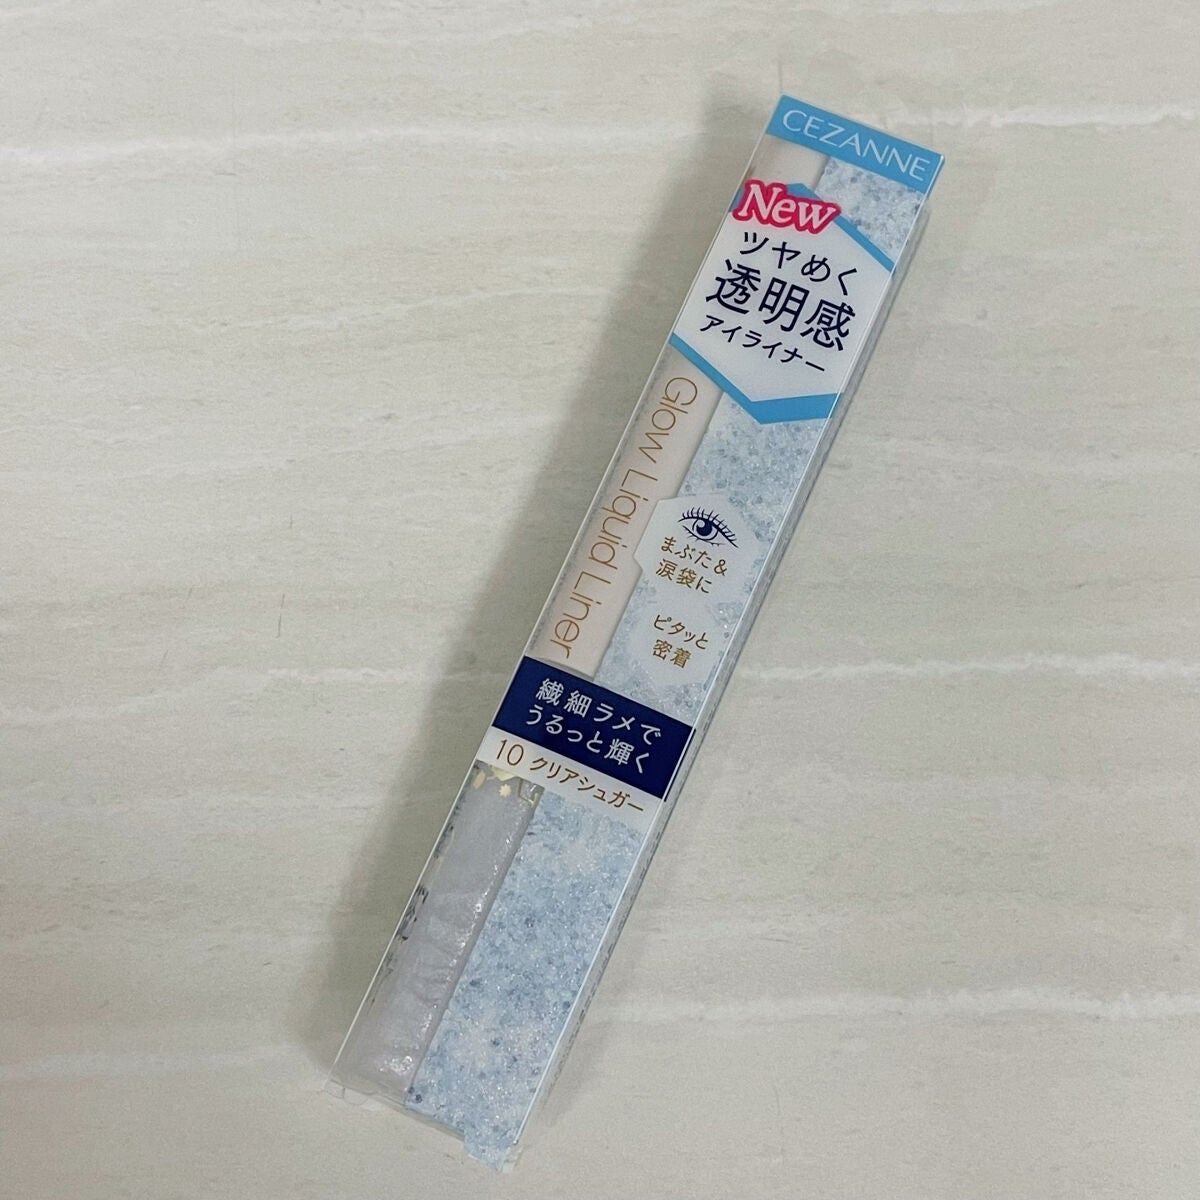 CEZANNE
New
ツヤめく
透明感
アイライナー
Glow Liquid Liner
まぶた＆
涙袋に
ピタッと
密着
繊細ラメで
うるっと輝く
10 クリアシュガー